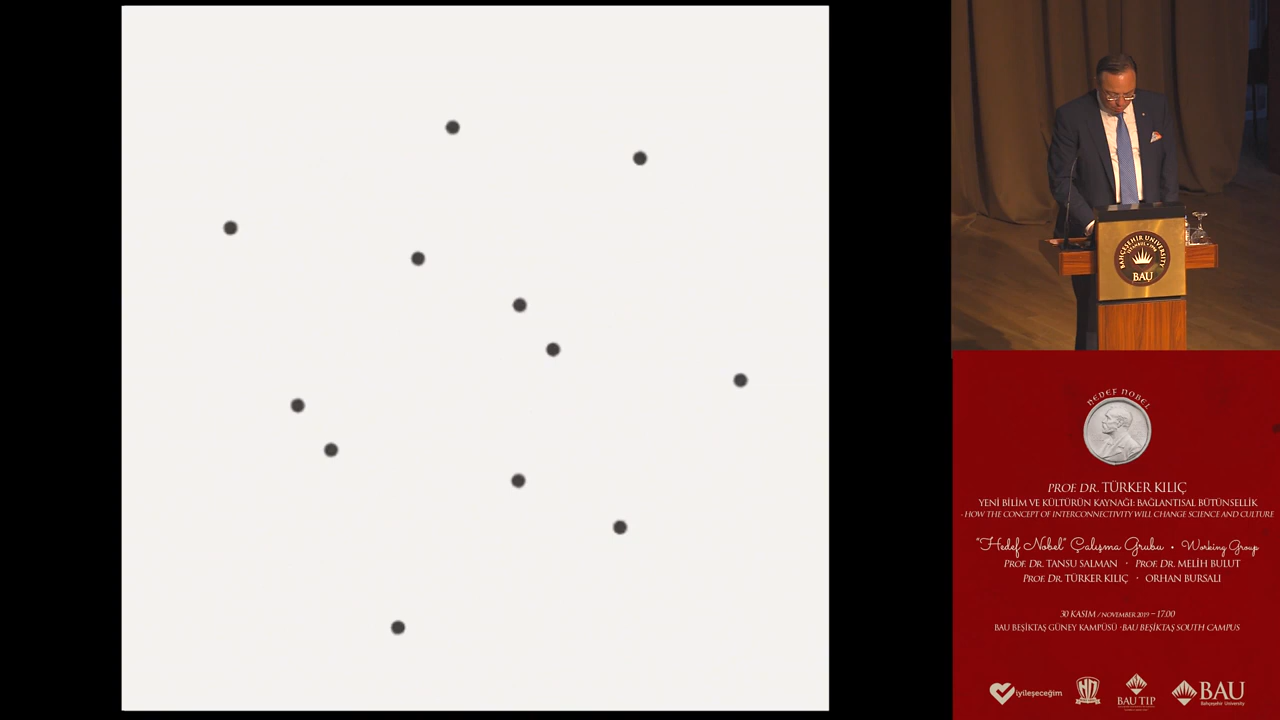 BAHÇEŞEHİR UNIVERSITY
İSTANBUL • 1998
BAU
HEDEF NOBEL
PROF. DR. TÜRKER KILIÇ
YENİ BİLİM VE KÜLTÜRÜN KAYNAĞI: BAĞLANTISAL BÜTÜNSELLİK
- HOW THE CONCEPT OF INTERCONNECTIVITY WILL CHANGE SCIENCE AND CULTURE
"Hedef Nobel" Çalışma Grubu • Working Group
PROF. DR. TANSU SALMAN · PROF. DR. MELİH BULUT
PROF. DR. TÜRKER KILIÇ · ORHAN BURSALI
30 KASIM / NOVEMBER 2019 – 17.00
BAU BEŞİKTAŞ GÜNEY KAMPÜSÜ · BAU BEŞİKTAŞ SOUTH CAMPUS
iyileşeceğim
BAU TIP
BAU
Bahçeşehir University